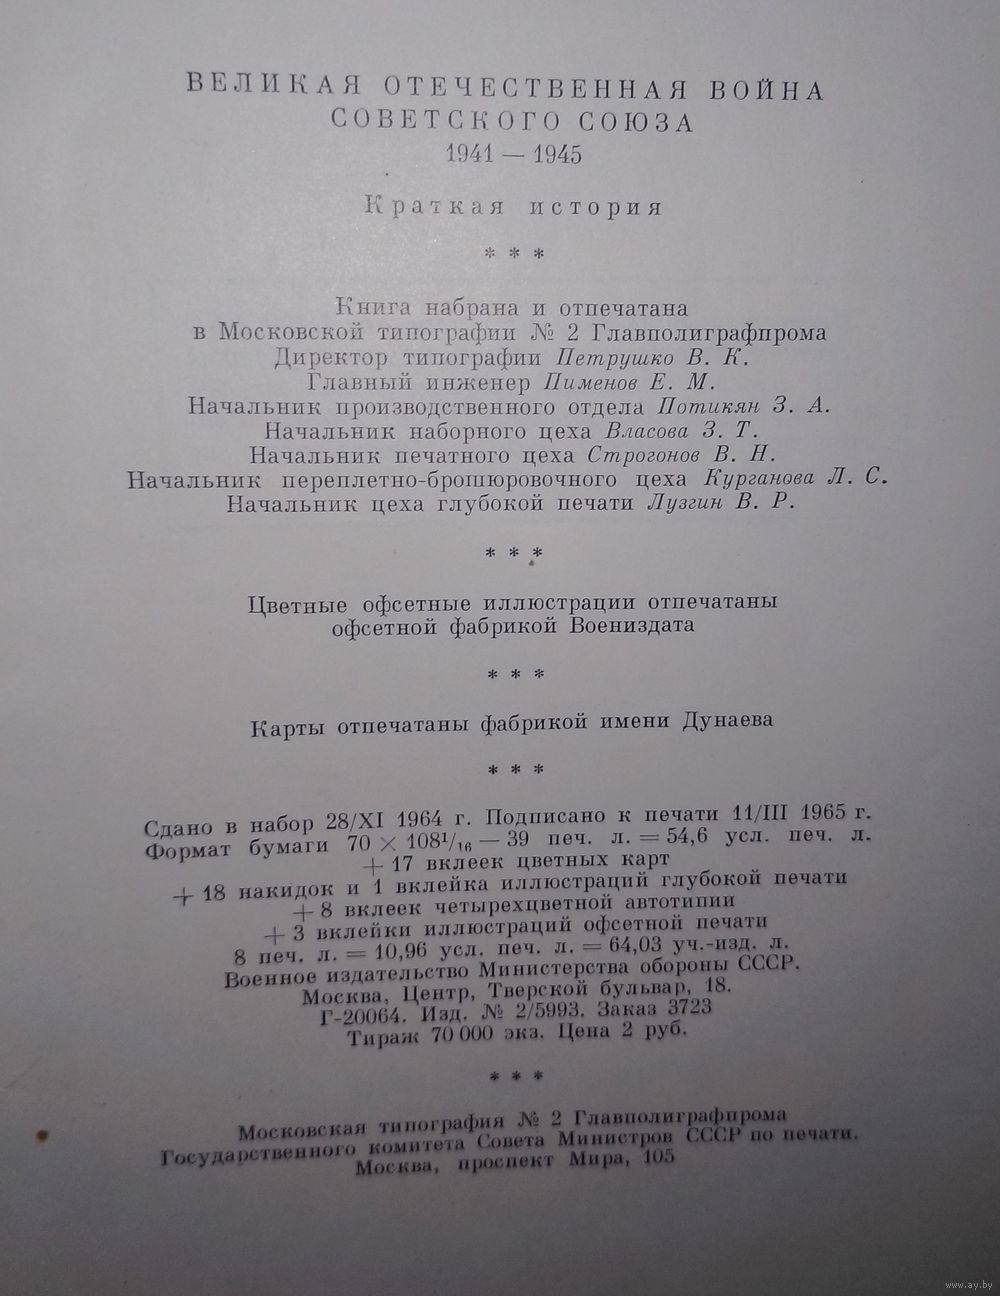 ВЕЛИКАЯ ОТЕЧЕСТВЕННАЯ ВОЙНА
СОВЕТСКОГО СОЮЗА
1941 — 1945
Краткая история
* * *
Книга набрана и отпечатана
в Московской типографии № 2 Главполиграфпрома
Директор типографии Петрушко В. К.
Главный инженер Пименов Е. М.
Начальник производственного отдела Потикян З. А.
Начальник наборного цеха Власова З. Т.
Начальник печатного цеха Строгонов В. Н.
Начальник переплетно-брошюровочного цеха Курганова Л. С.
Начальник цеха глубокой печати Лузгин В. Р.
* * *
Цветные офсетные иллюстрации отпечатаны
офсетной фабрикой Воениздата
* * *
Карты отпечатаны фабрикой имени Дунаева
* * *
Сдано в набор 28/XI 1964 г. Подписано к печати 11/III 1965 г.
Формат бумаги 70 × 108¹/₁₆ — 39 печ. л. = 54,6 усл. печ. л.
+ 17 вклеек цветных карт
+ 18 накидок и 1 вклейка иллюстраций глубокой печати
+ 8 вклеек четырехцветной автотипии
+ 3 вклейки иллюстраций офсетной печати
8 печ. л. = 10,96 усл. печ. л. = 64,03 уч.-изд. л.
Военное издательство Министерства обороны СССР.
Москва, Центр, Тверской бульвар, 18.
Г-20064. Изд. № 2/5993. Заказ 3723
Тираж 70 000 экз. Цена 2 руб.
* * *
Московская типография № 2 Главполиграфпрома
Государственного комитета Совета Министров СССР по печати.
Москва, проспект Мира, 105
www.ay.by